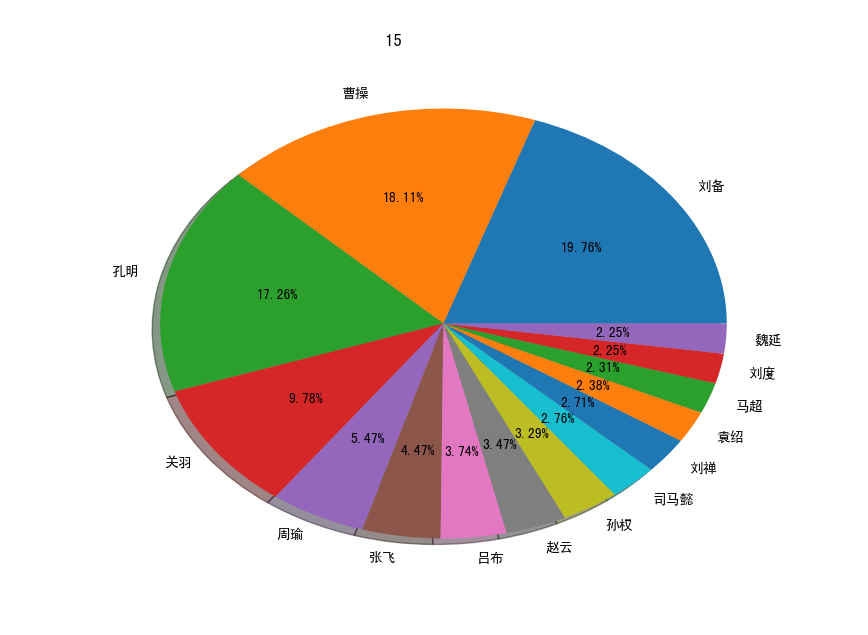 15
曹操
刘备
18.11%
19.76%
孔明
17.26%
2.25%
魏延
2.25%
刘度
2.31%
马超
2.38%
袁绍
9.78%
2.71%
刘禅
2.76%
司马懿
3.29%
孙权
3.47%
赵云
3.74%
吕布
4.47%
张飞
5.47%
周瑜
关羽